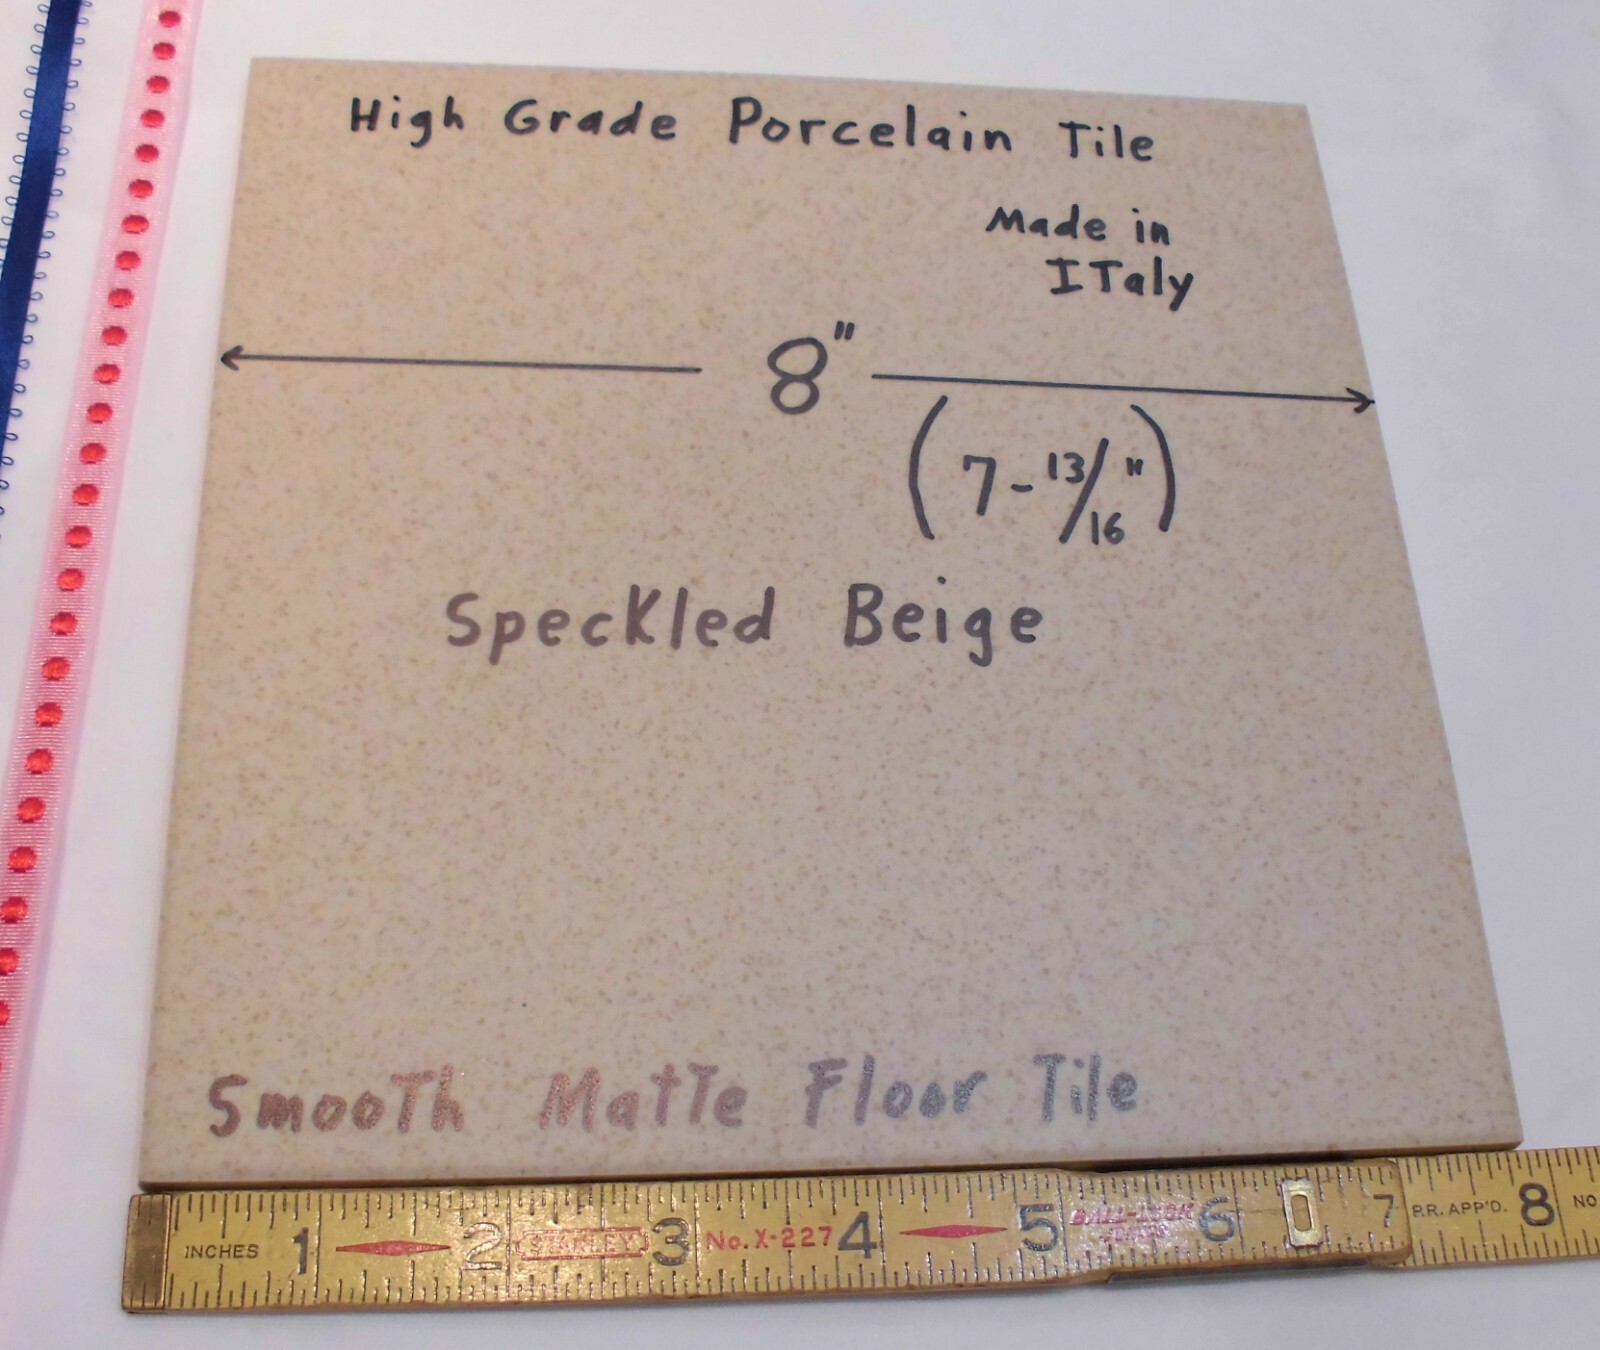 High Grade Porcelain Tile
Made in
ITaly
8"
(7-13/16")
Speckled Beige
Smooth Matte Floor Tile
INCHES 1 2 STANLEY 3 No. X-227 4 5 6 7 P.R. APP'D. 8 NO